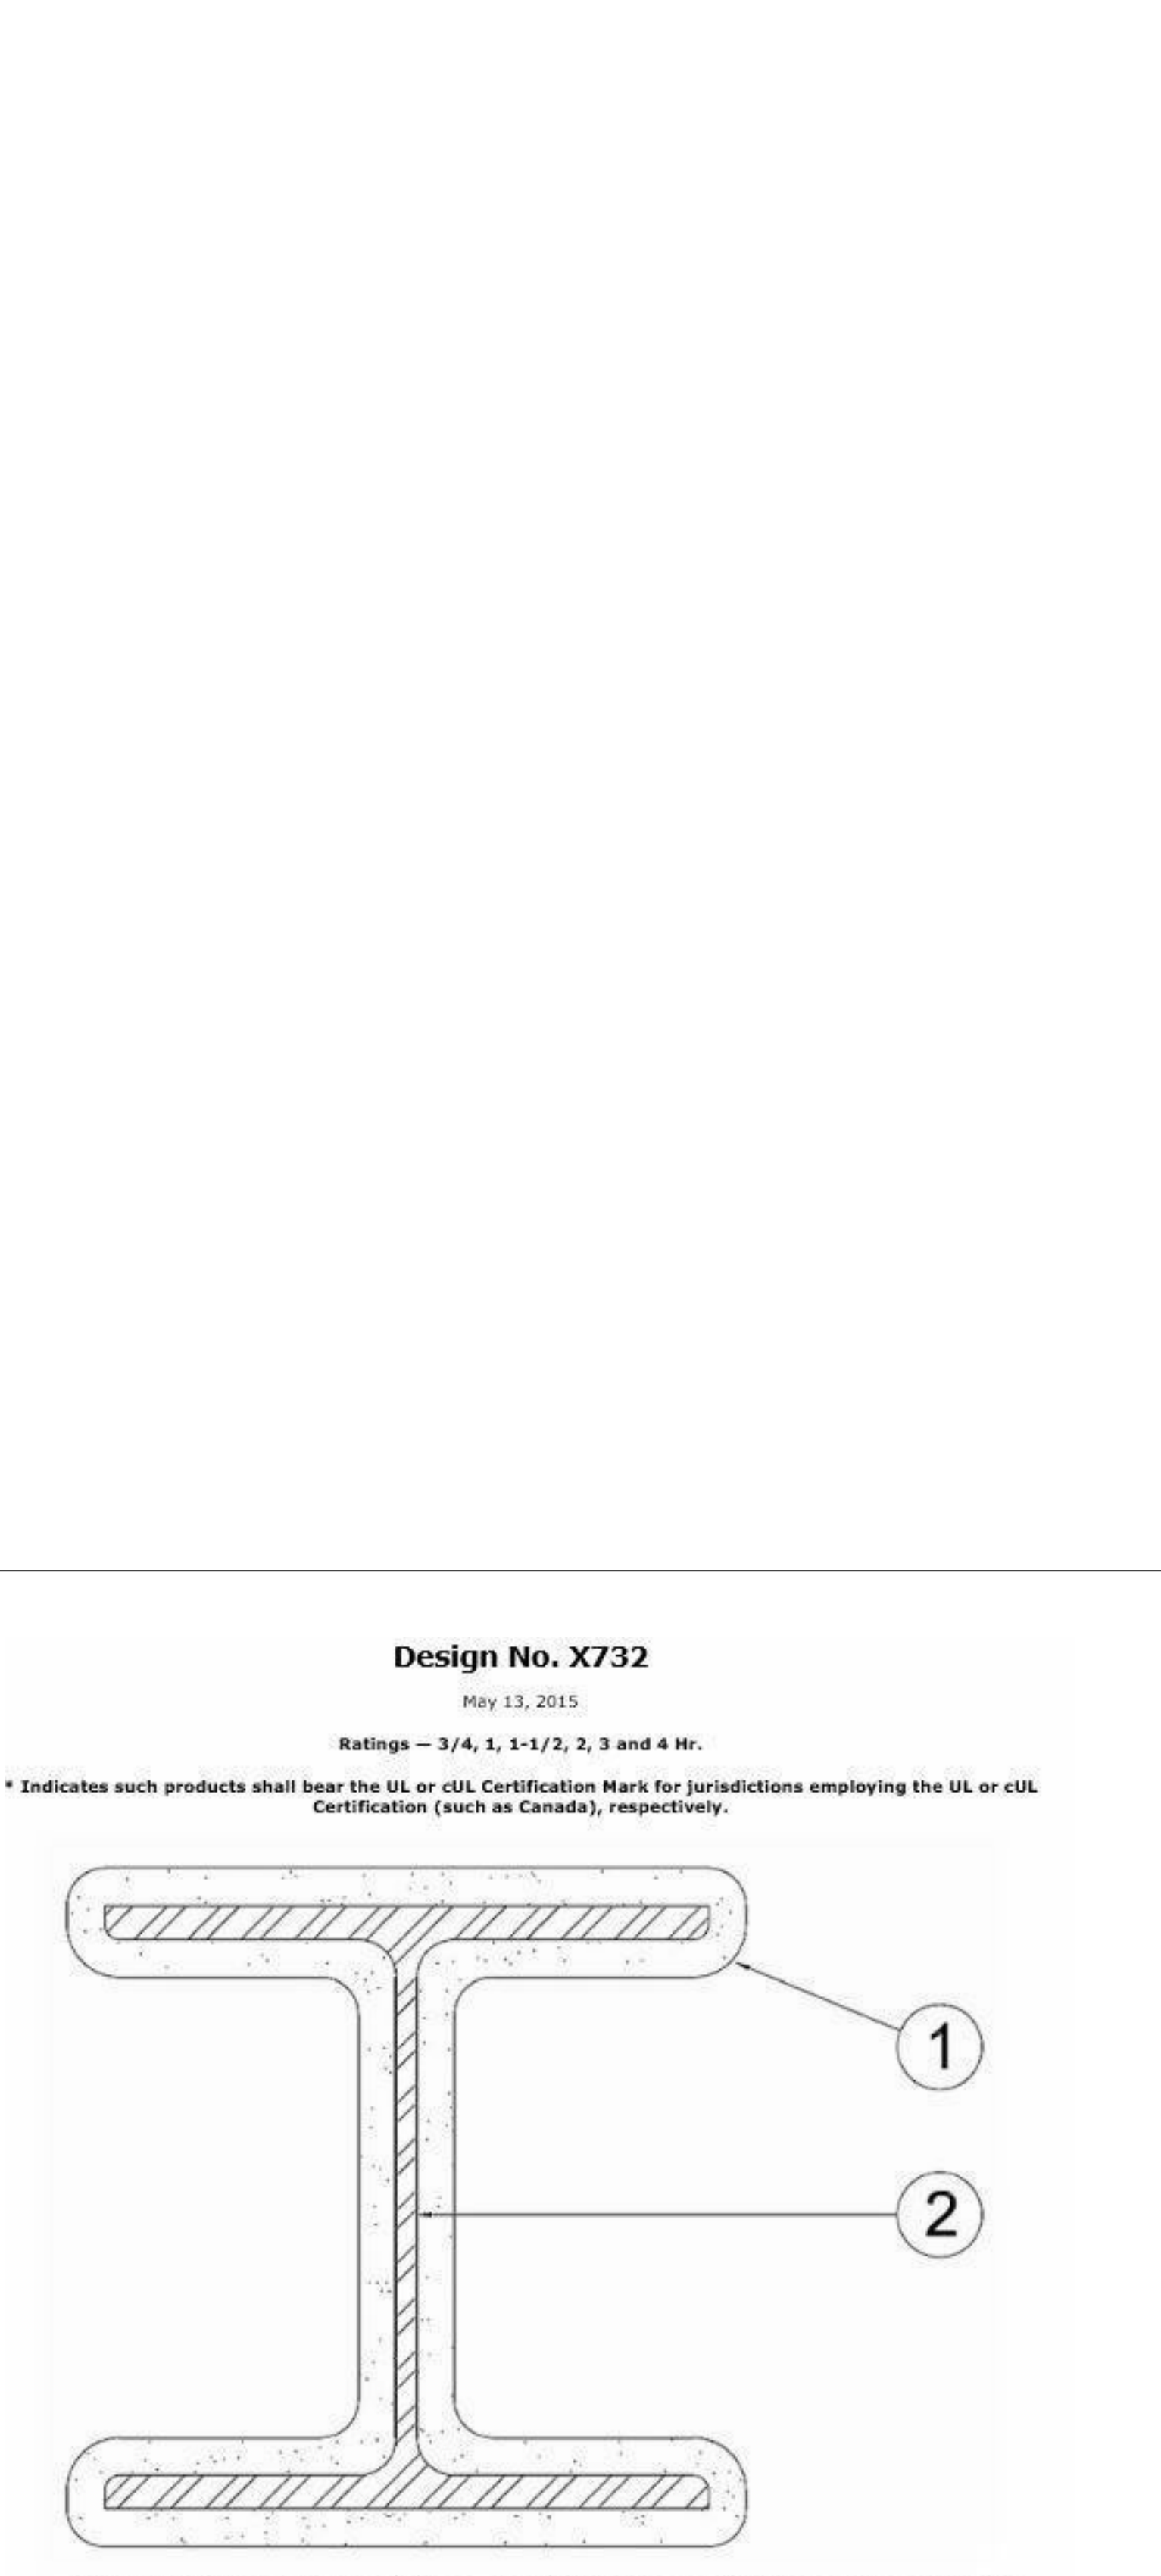 Design No. X732
May 13, 2015
Ratings — 3/4, 1, 1-1/2, 2, 3 and 4 Hr.
* Indicates such products shall bear the UL or cUL Certification Mark for jurisdictions employing the UL or cUL
Certification (such as Canada), respectively.
1
2